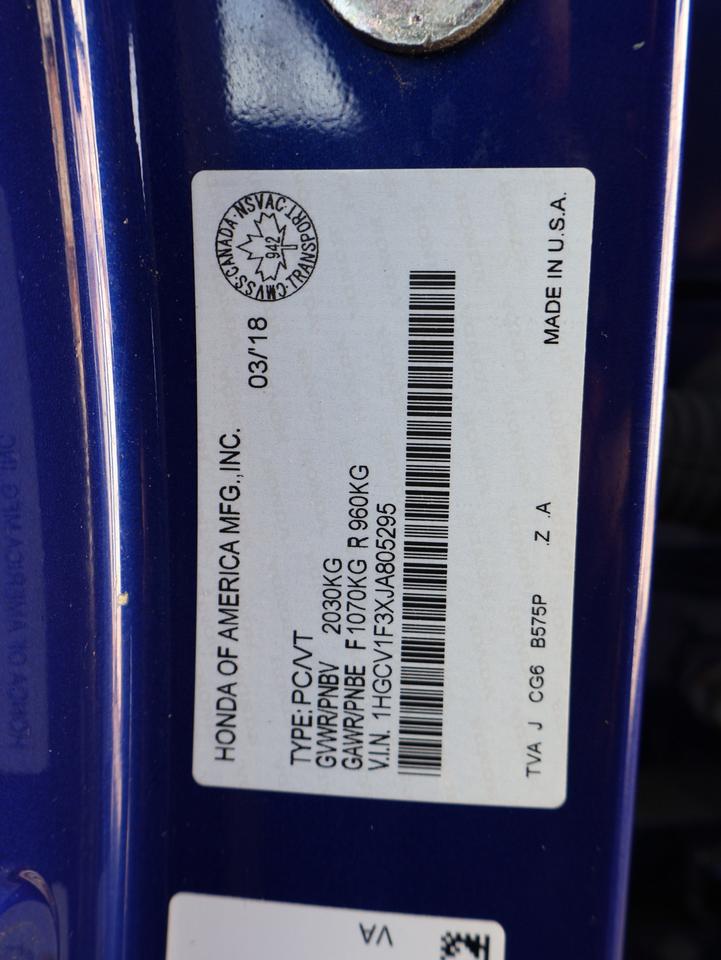 HONDA OF AMERICA MFG.,INC. 03/'18
CANADA · NSVAC · TRANSPORT · CMVSS ·
942
TYPE: PC/VT
GVWR/PNBV 2030KG
GAWR/PNBE F 1070KG R 960KG
V.I.N. 1HGCV1F3XJA805295
TVA J CG6 B575P .Z .A MADE IN U.S.A.
VA